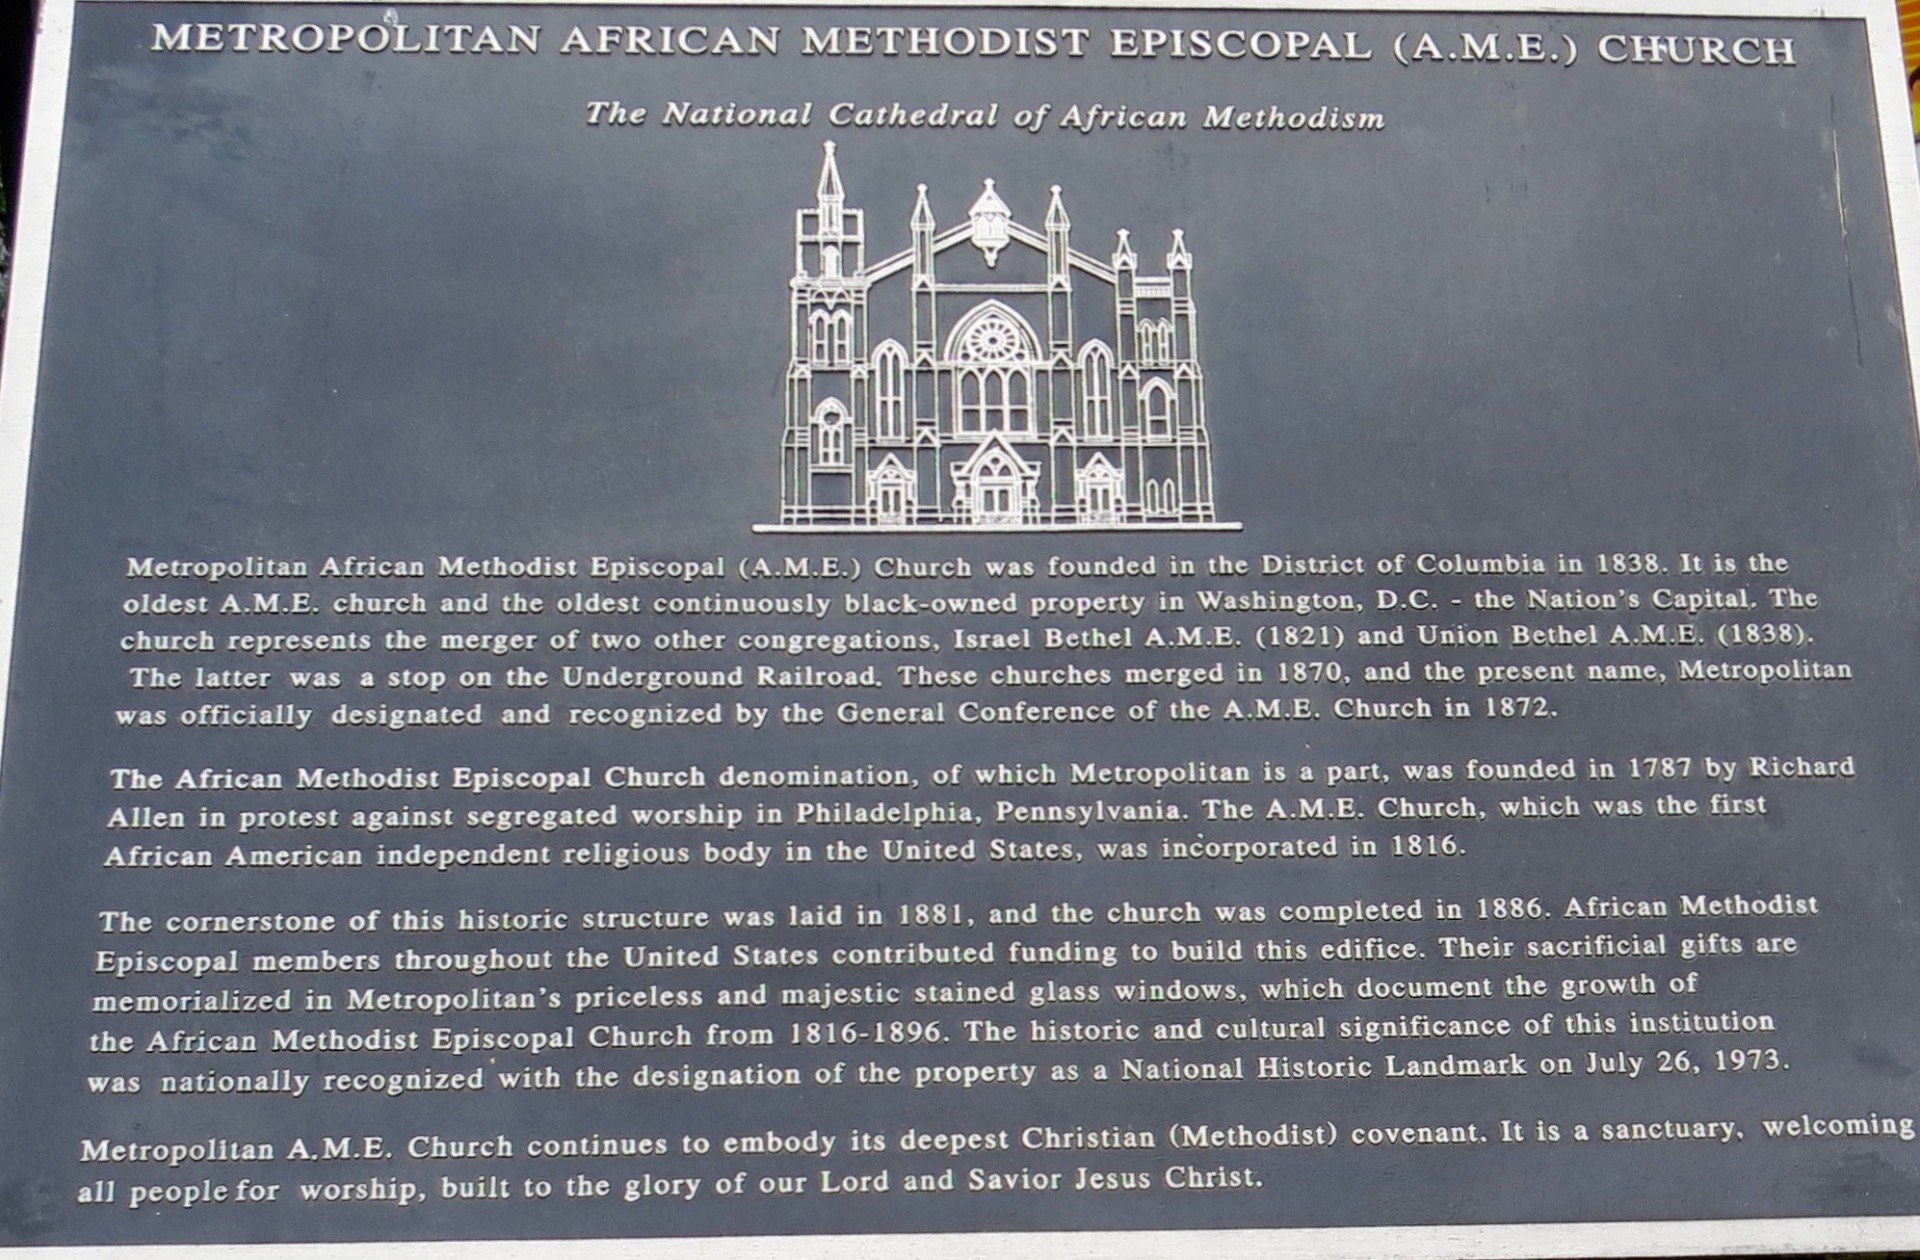 METROPOLITAN AFRICAN METHODIST EPISCOPAL (A.M.E.) CHURCH
The National Cathedral of African Methodism
Metropolitan African Methodist Episcopal (A.M.E.) Church was founded in the District of Columbia in 1838. It is the
oldest A.M.E. church and the oldest continuously black-owned property in Washington, D.C. - the Nation's Capital. The
church represents the merger of two other congregations, Israel Bethel A.M.E. (1821) and Union Bethel A.M.E. (1838).
The latter was a stop on the Underground Railroad. These churches merged in 1870, and the present name, Metropolitan
was officially designated and recognized by the General Conference of the A.M.E. Church in 1872.
The African Methodist Episcopal Church denomination, of which Metropolitan is a part, was founded in 1787 by Richard
Allen in protest against segregated worship in Philadelphia, Pennsylvania. The A.M.E. Church, which was the first
African American independent religious body in the United States, was incorporated in 1816.
The cornerstone of this historic structure was laid in 1881, and the church was completed in 1886. African Methodist
Episcopal members throughout the United States contributed funding to build this edifice. Their sacrificial gifts are
memorialized in Metropolitan's priceless and majestic stained glass windows, which document the growth of
the African Methodist Episcopal Church from 1816-1896. The historic and cultural significance of this institution
was nationally recognized with the designation of the property as a National Historic Landmark on July 26, 1973.
Metropolitan A.M.E. Church continues to embody its deepest Christian (Methodist) covenant. It is a sanctuary, welcoming
all people for worship, built to the glory of our Lord and Savior Jesus Christ.